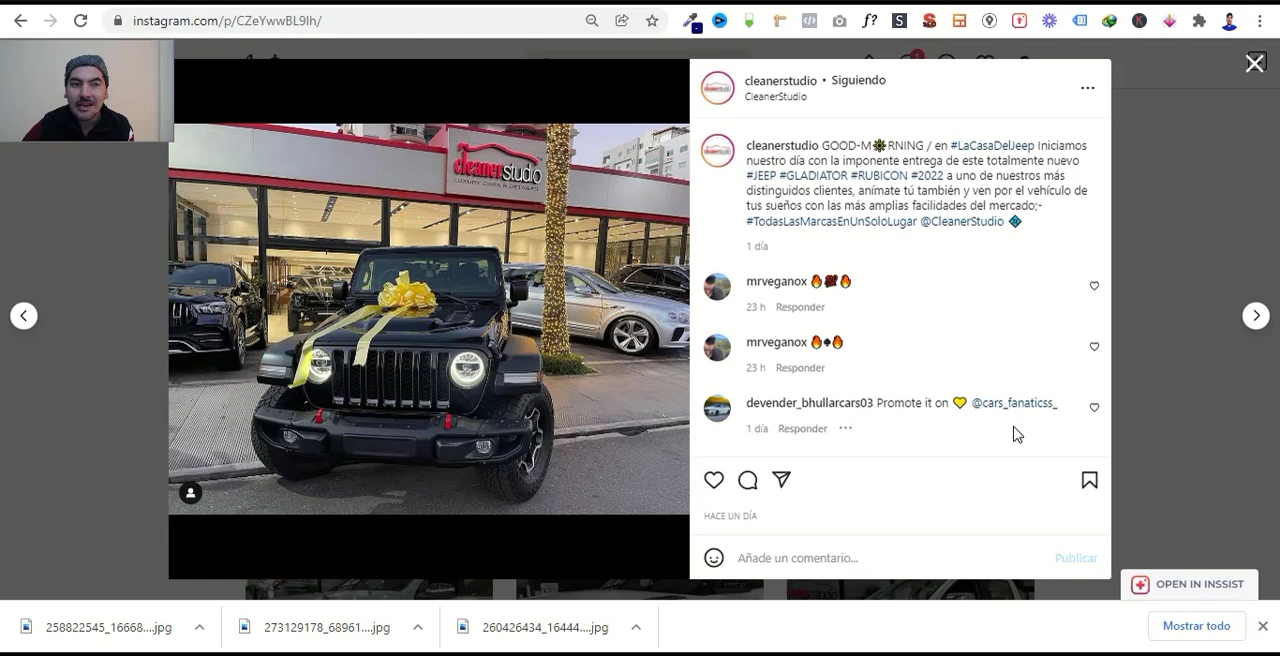 instagram.com/p/CZeYwwBL9Ih/
f?
S
K
cleanerstudio
LUXURY CARS & DETAILER
cleanerstudio • Siguiendo
CleanerStudio
cleanerstudio GOOD-M🔆RNING / en #LaCasaDelJeep Iniciamos
nuestro día con la imponente entrega de este totalmente nuevo
#JEEP #GLADIATOR #RUBICON #2022 a uno de nuestros más
distinguidos clientes, anímate tú también y ven por el vehículo de
tus sueños con las más amplias facilidades del mercado;-
#TodasLasMarcasEnUnSoloLugar @CleanerStudio 💠
1 día
mrveganox 🔥💯🔥
23 h Responder
mrveganox 🔥♠️🔥
23 h Responder
devender_bhullarcars03 Promote it on 💛 @cars_fanaticss_
1 día Responder ...
HACE UN DÍA
Añade un comentario...
Publicar
OPEN IN INSSIST
258822545_16668....jpg
273129178_68961....jpg
260426434_16444....jpg
Mostrar todo